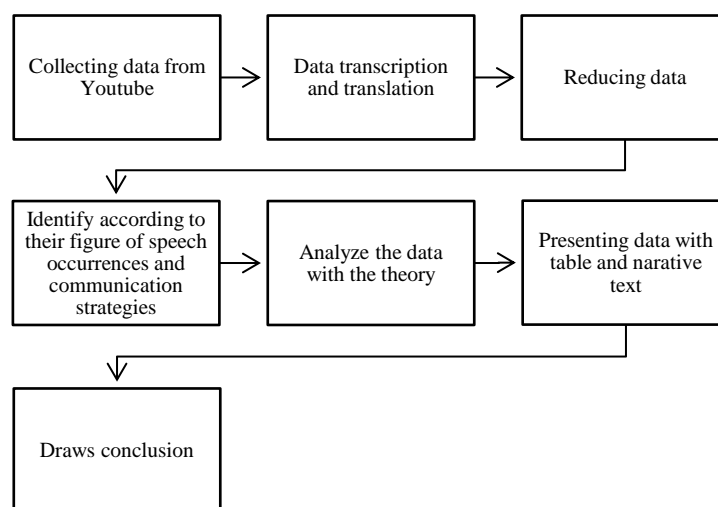 Collecting data from
Youtube
Data transcription
and translation
Reducing data
Identify according to
their figure of speech
occurrences and
communication
strategies
Analyze the data
with the theory
Presenting data with
table and narative
text
Draws conclusion